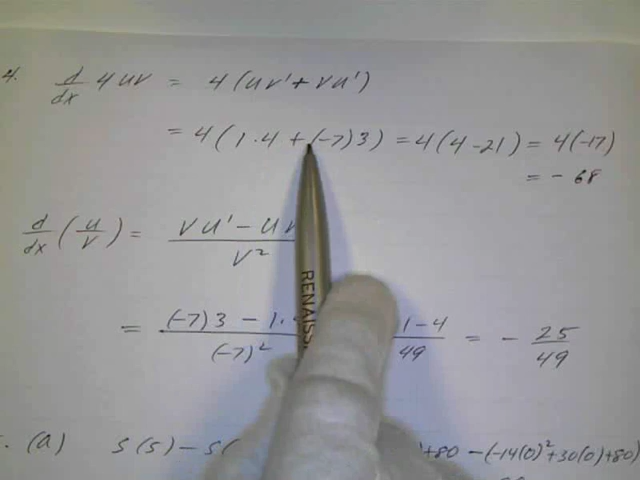 4. d/dx 4uv = 4(uv' + vu')
= 4(1·4 + (-7)3) = 4(4-21) = 4(-17)
= -68
d/dx (u/v) = vu' - uv / v²
RENAISS
= (-7)3 - 1· / (-7)² 1-4 / 49 = - 25/49
(a) S(5) - S( +80 - (-14(0)²+30(0)+80)